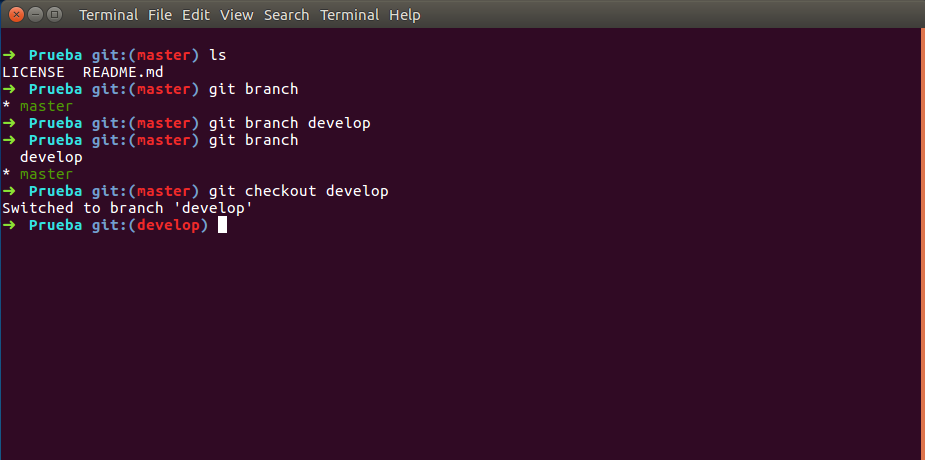 Terminal File Edit View Search Terminal Help
➜ Prueba git:(master) ls
LICENSE README.md
➜ Prueba git:(master) git branch
* master
➜ Prueba git:(master) git branch develop
➜ Prueba git:(master) git branch
develop
* master
➜ Prueba git:(master) git checkout develop
Switched to branch 'develop'
➜ Prueba git:(develop)